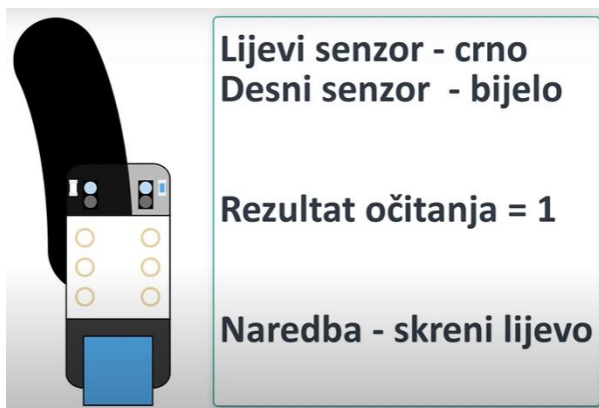 Lijevi senzor - crno
Desni senzor - bijelo
Rezultat očitanja = 1
Naredba - skreni lijevo